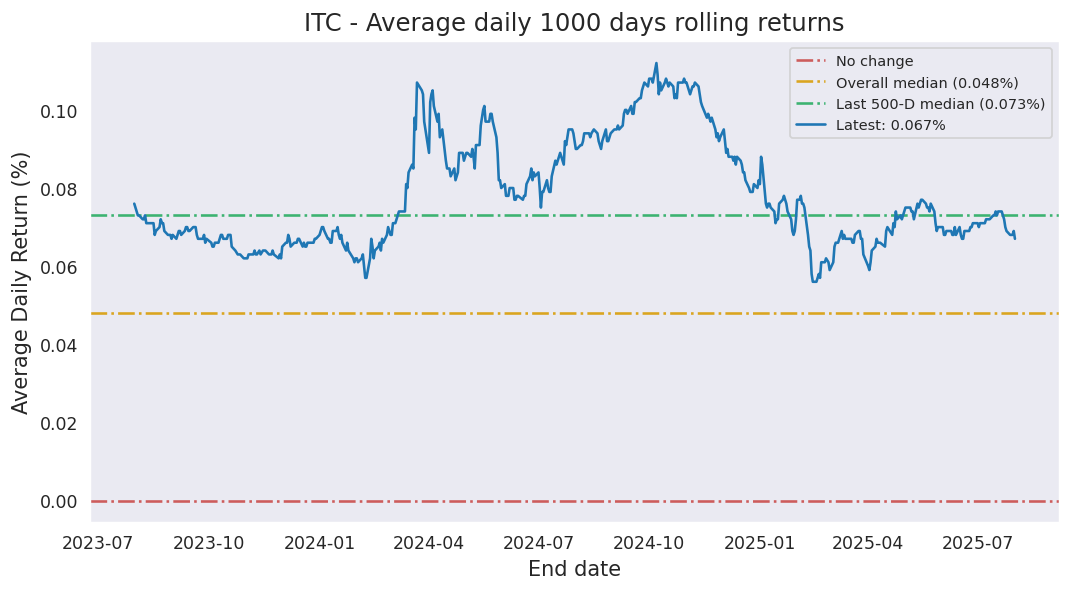 ITC - Average daily 1000 days rolling returns
No change
Overall median (0.048%)
Last 500-D median (0.073%)
Latest: 0.067%
Average Daily Return (%)
0.10
0.08
0.06
0.04
0.02
0.00
2023-07 2023-10 2024-01 2024-04 2024-07 2024-10 2025-01 2025-04 2025-07
End date